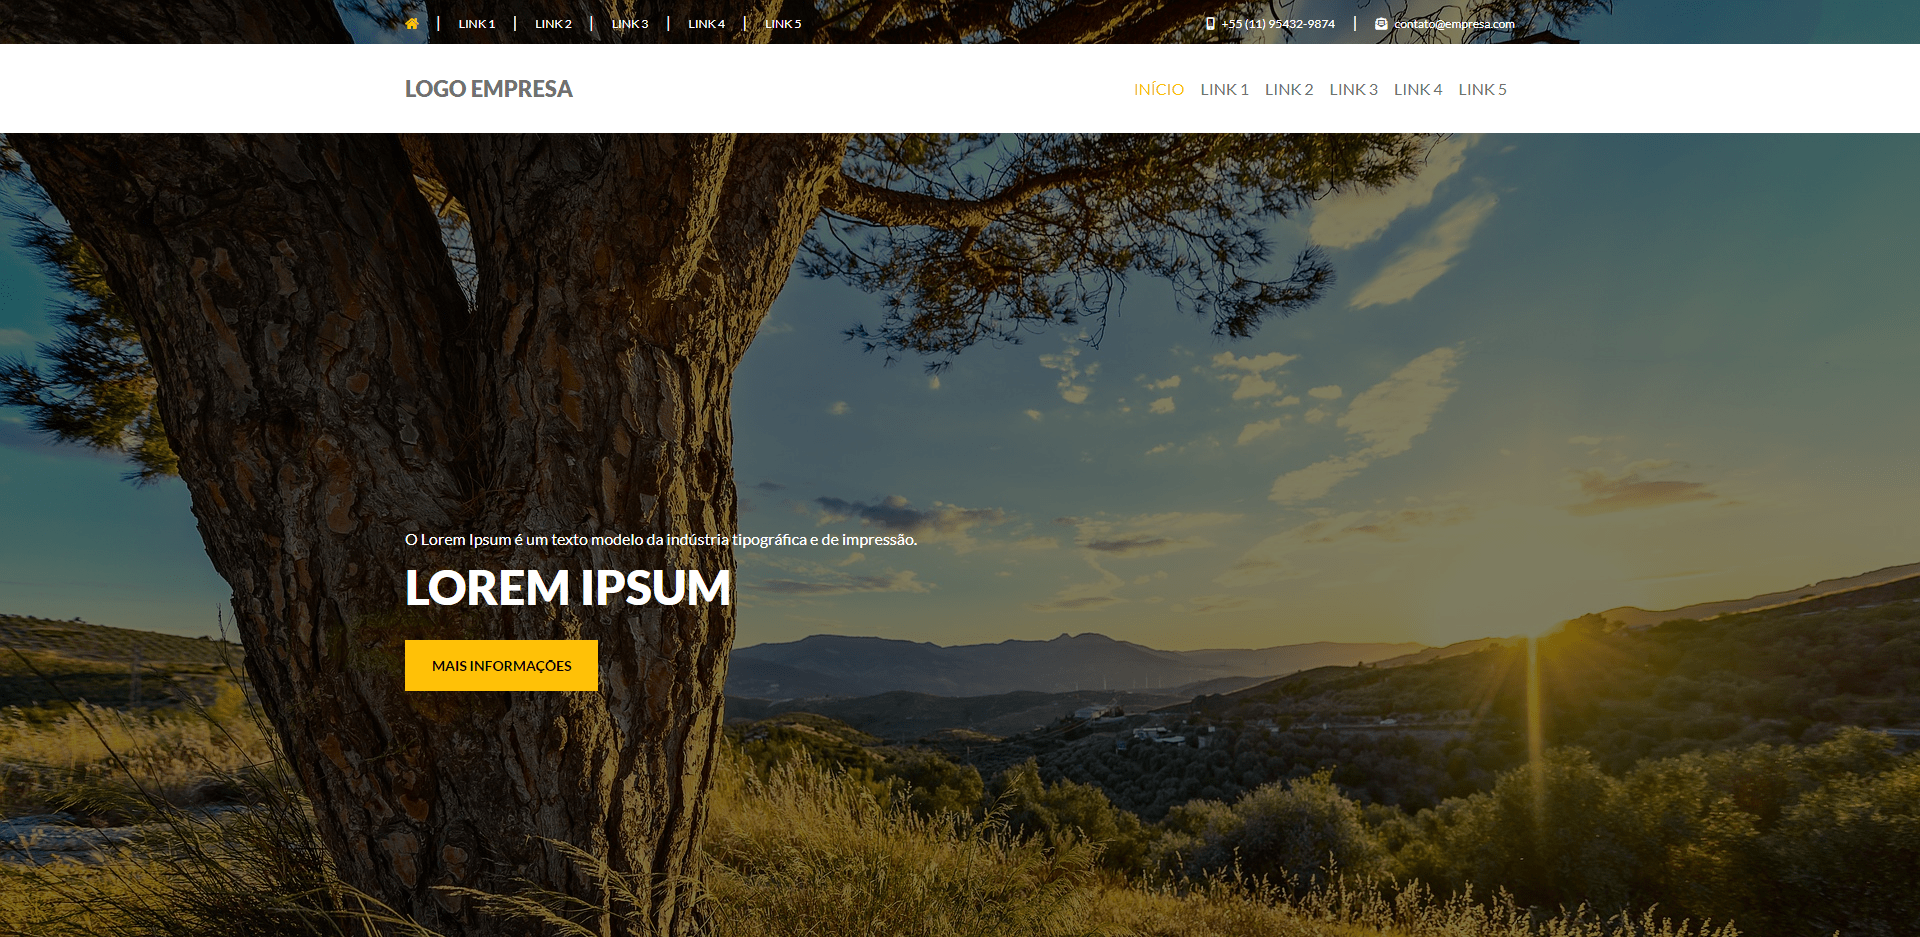 | LINK 1 | LINK 2 | LINK 3 | LINK 4 | LINK 5
+55 (11) 95432-9874 | contato@empresa.com
LOGO EMPRESA
INÍCIO LINK 1 LINK 2 LINK 3 LINK 4 LINK 5
O Lorem Ipsum é um texto modelo da indústria tipográfica e de impressão.
LOREM IPSUM
MAIS INFORMAÇÕES